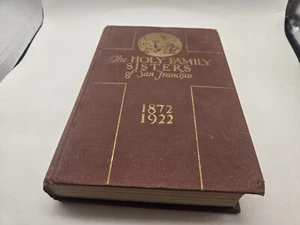 The HOLY FAMILY
SISTERS
of San Francisco
1872
1922